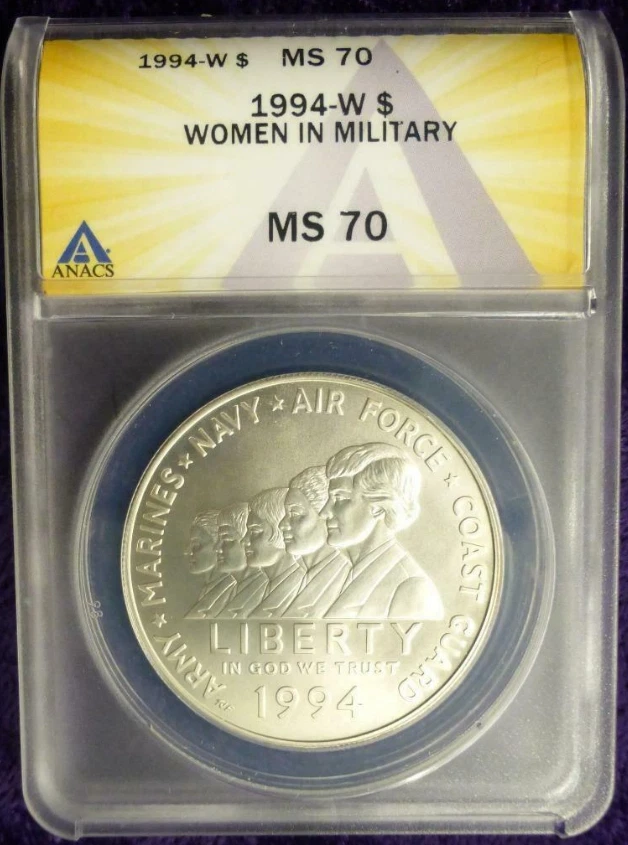 1994-W $ MS 70
1994-W $
WOMEN IN MILITARY
MS 70
ANACS
ARMY ★ MARINES ★ NAVY ★ AIR FORCE ★ COAST GUARD
LIBERTY
IN GOD WE TRUST
1994